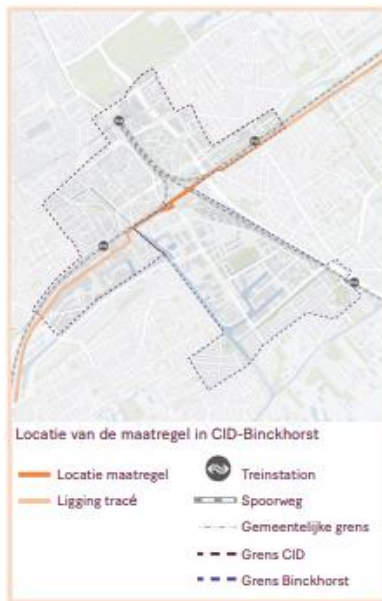 Locatie van de maatregel in CID-Binckhorst
Locatie maatregel
Ligging tracé
Treinstation
Spoorweg
Gemeentelijke grens
Grens CID
Grens Binckhorst